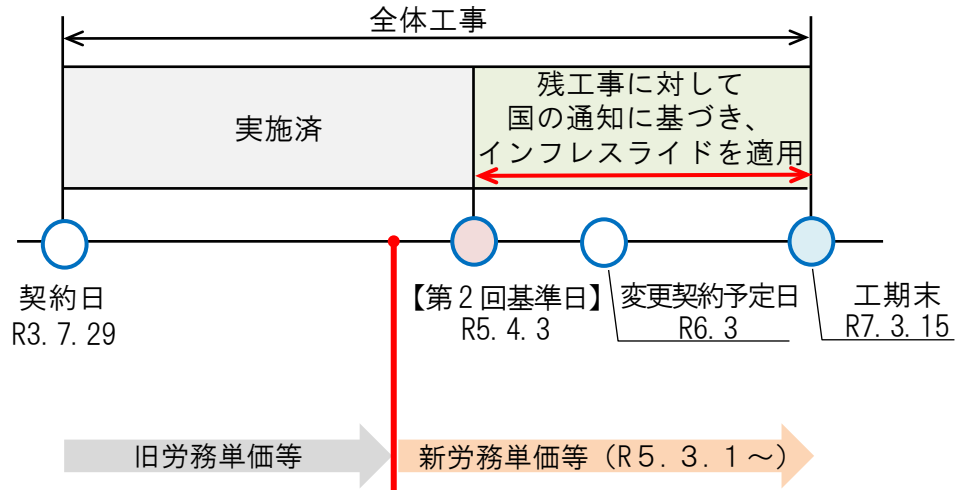 全体工事
実施済
残工事に対して
国の通知に基づき、
インフレスライドを適用
契約日
R3.7.29
【第2回基準日】
R5.4.3
変更契約予定日
R6.3
工期末
R7.3.15
旧労務単価等
新労務単価等（R5.3.1～）